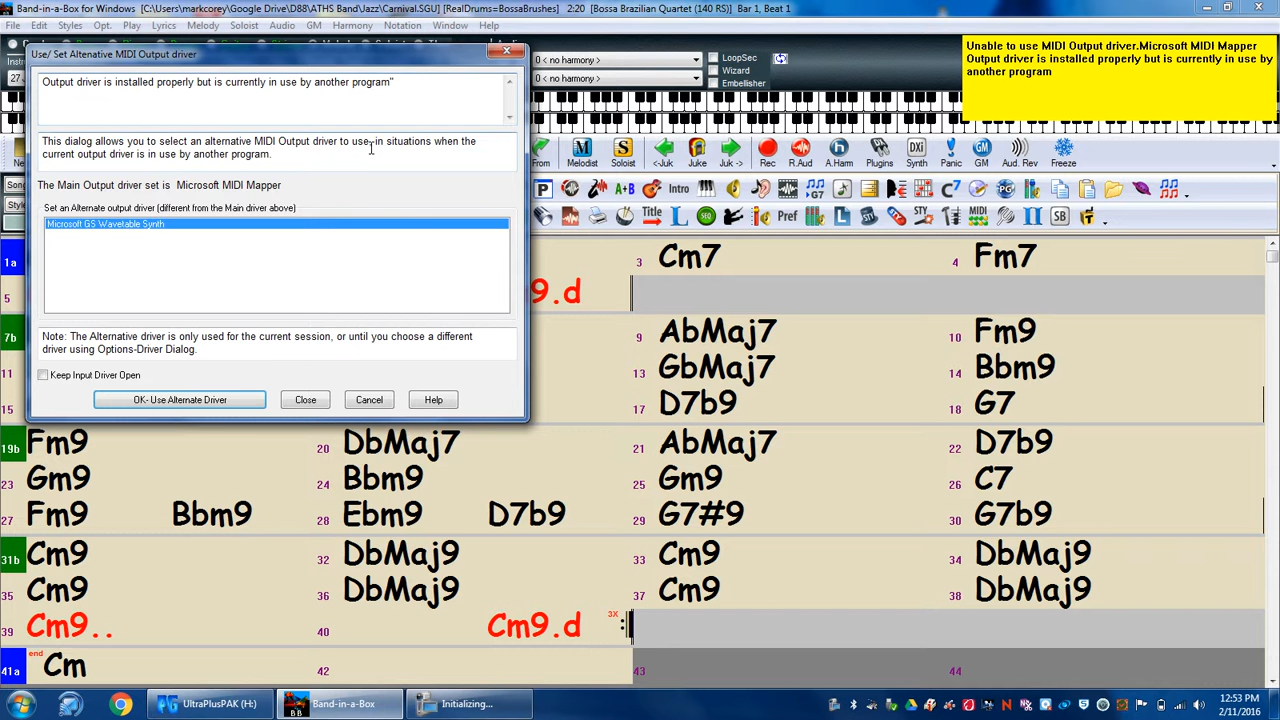 Band-in-a-Box for Windows [C:\Users\markcorey\Google Drive\D88\ATHS Band\Jazz\Carnival.SGU] [RealDrums=BossaBrushes] 2:20 [Bossa Brazilian Quartet (140 RS)] Bar 1, Beat 1
File Edit Opt. Lyrics Melody Soloist Audio GM Harmony Notation Window Help
Use/ Set Altenative MIDI Output driver
Output driver is installed properly but is currently in use by another program"
This dialog allows you to select an alternative MIDI Output driver to use in situations when the
current output driver is in use by another program.
The Main Output driver set is Microsoft MIDI Mapper
Set an Alternate output driver (different from the Main driver above)
Microsoft GS Wavetable Synth
Note: The Alternative driver is only used for the current session, or until you choose a different
driver using Options-Driver Dialog.
Keep Input Driver Open
OK- Use Alternate Driver Close Cancel Help
0 < no harmony >
0 < no harmony >
LoopSec
Wizard
Embellisher
Unable to use MIDI Output driver.Microsoft MIDI Mapper
Output driver is installed properly but is currently in use by
another program
From Melodist Soloist <-Juk Juke Juk -> Rec R.Aud A.Ham Plugins DXi GM Aud. Rev Freeze
P A+B Intro G7 C7 PG
Title L SEQ Pref STY SB T
1a 3 Cm7 4 Fm7
5 9.d
7b 9 AbMaj7 10 Fm9
11 13 GbMaj7 14 Bbm9
15 17 D7b9 18 G7
19b Fm9 20 DbMaj7 21 AbMaj7 22 D7b9
23 Gm9 24 Bbm9 25 Gm9 26 C7
27 Fm9 Bbm9 28 Ebm9 D7b9 29 G7#9 30 G7b9
31b Cm9 32 DbMaj9 33 Cm9 34 DbMaj9
35 Cm9 36 DbMaj9 37 Cm9 38 DbMaj9
39 Cm9.. 40 Cm9.d 3X
41a end Cm 42 43 44
UltraPlusPAK (H:) Band-in-a-Box Initializing...
12:53 PM
2/11/2016